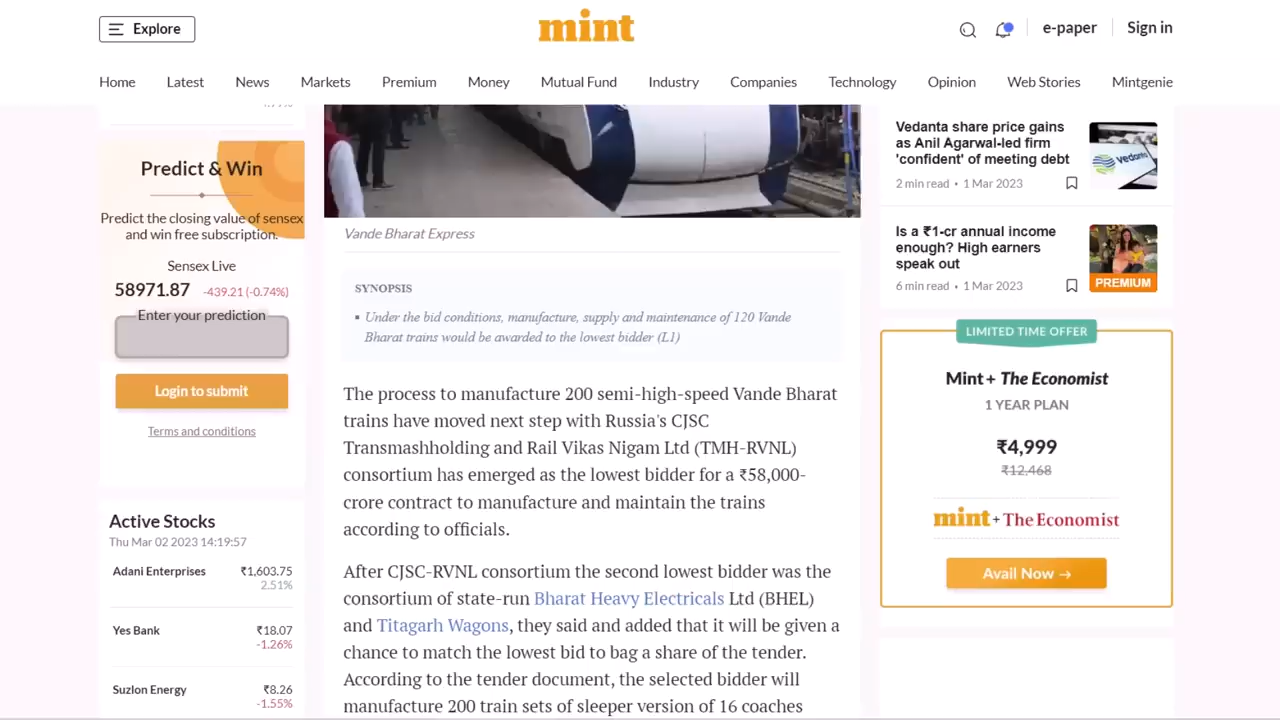 Explore
mint
e-paper
Sign in
Home
Latest
News
Markets
Premium
Money
Mutual Fund
Industry
Companies
Technology
Opinion
Web Stories
Mintgenie
Predict & Win
Predict the closing value of sensex
and win free subscription.
Sensex Live
58971.87 -439.21 (-0.74%)
Enter your prediction
Login to submit
Terms and conditions
Active Stocks
Thu Mar 02 2023 14:19:57
Adani Enterprises ₹1,603.75
2.51%
Yes Bank ₹18.07
-1.26%
Suzlon Energy ₹8.26
-1.55%
Vande Bharat Express
SYNOPSIS
Under the bid conditions, manufacture, supply and maintenance of 120 Vande
Bharat trains would be awarded to the lowest bidder (L1)
The process to manufacture 200 semi-high-speed Vande Bharat
trains have moved next step with Russia's CJSC
Transmashholding and Rail Vikas Nigam Ltd (TMH-RVNL)
consortium has emerged as the lowest bidder for a ₹58,000-
crore contract to manufacture and maintain the trains
according to officials.
After CJSC-RVNL consortium the second lowest bidder was the
consortium of state-run Bharat Heavy Electricals Ltd (BHEL)
and Titagarh Wagons, they said and added that it will be given a
chance to match the lowest bid to bag a share of the tender.
According to the tender document, the selected bidder will
manufacture 200 train sets of sleeper version of 16 coaches
Vedanta share price gains
as Anil Agarwal-led firm
'confident' of meeting debt
2 min read • 1 Mar 2023
vedanta
Is a ₹1-cr annual income
enough? High earners
speak out
PREMIUM
6 min read • 1 Mar 2023
LIMITED TIME OFFER
Mint+ The Economist
1 YEAR PLAN
₹4,999
₹12,468
mint + The Economist
Avail Now →